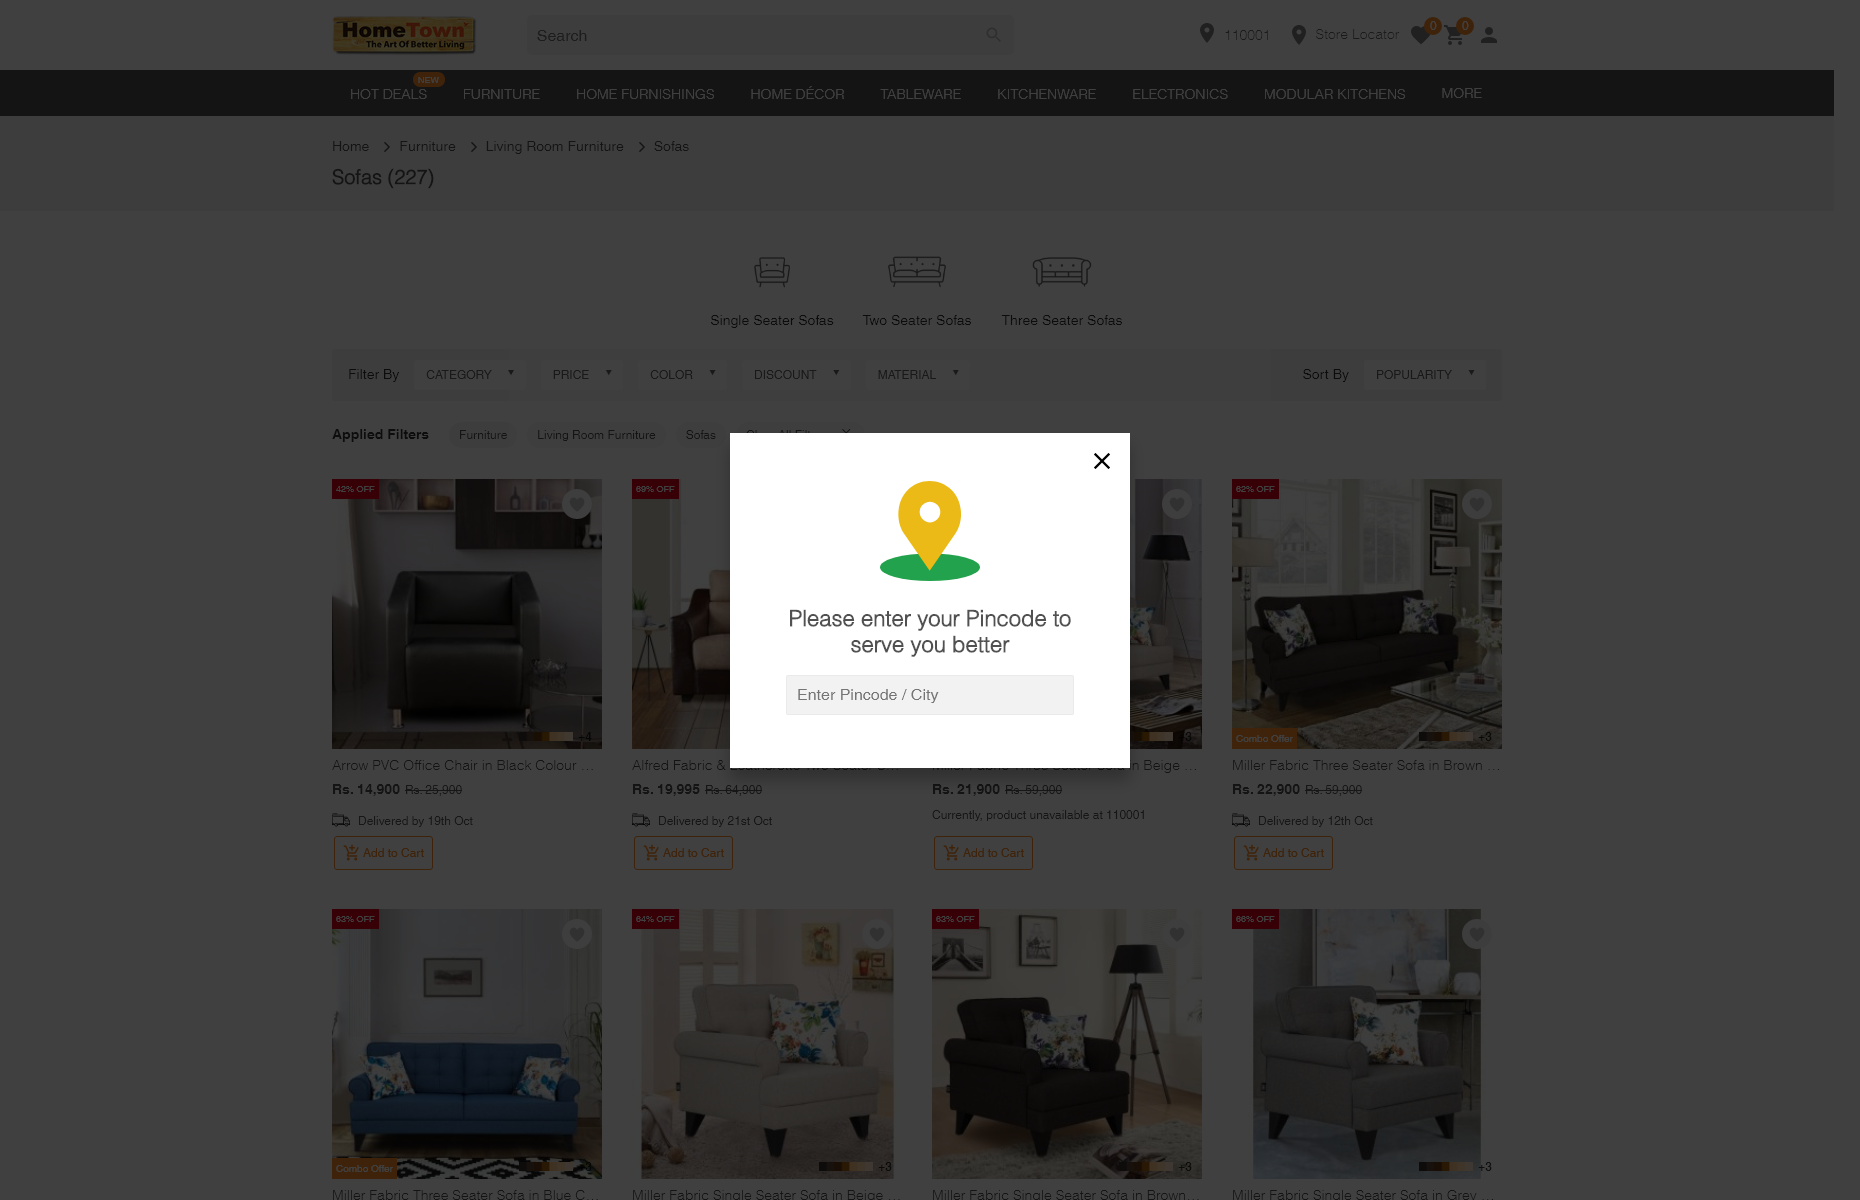 HomeTown
The Art Of Better Living
Search
110001
Store Locator
0
0
NEW
HOT DEALS
FURNITURE
HOME FURNISHINGS
HOME DÉCOR
TABLEWARE
KITCHENWARE
ELECTRONICS
MODULAR KITCHENS
MORE
Home
Furniture
Living Room Furniture
Sofas
Sofas (227)
Single Seater Sofas
Two Seater Sofas
Three Seater Sofas
Filter By
CATEGORY
PRICE
COLOR
DISCOUNT
MATERIAL
Sort By
POPULARITY
Applied Filters
Furniture
Living Room Furniture
Sofas
Please enter your Pincode to
serve you better
Enter Pincode / City
42% OFF
69% OFF
62% OFF
+4
+3
Combo Offer
+3
Arrow PVC Office Chair in Black Colour ...
Alfred Fabric &
in Beige ...
Miller Fabric Three Seater Sofa in Brown ...
Rs. 14,900 Rs. 25,900
Rs. 19,995 Rs. 64,900
Rs. 21,900 Rs. 59,900
Rs. 22,900 Rs. 59,900
Delivered by 19th Oct
Delivered by 21st Oct
Currently, product unavailable at 110001
Delivered by 12th Oct
Add to Cart
Add to Cart
Add to Cart
Add to Cart
63% OFF
64% OFF
63% OFF
66% OFF
Combo Offer
+3
+3
+3
Miller Fabric Three Seater Sofa in Blue C...
Miller Fabric Single Seater Sofa in Beige ...
Miller Fabric Single Seater Sofa in Brown...
Miller Fabric Single Seater Sofa in Grey ...